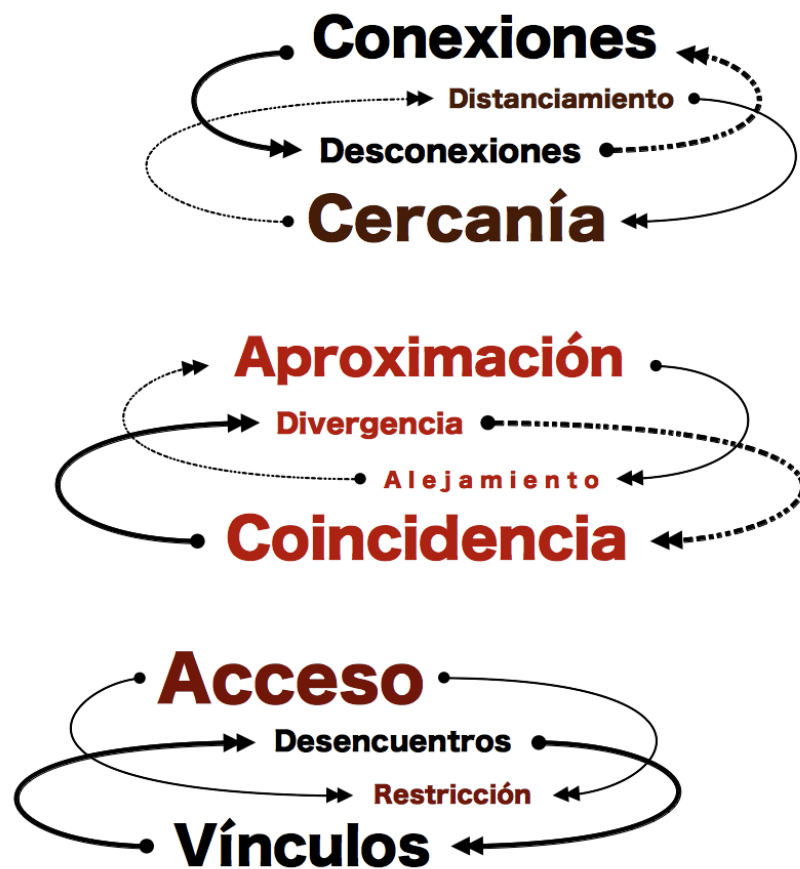 Conexiones
Distanciamiento
Desconexiones
Cercanía
Aproximación
Divergencia
Alejamiento
Coincidencia
Acceso
Desencuentros
Restricción
Vínculos